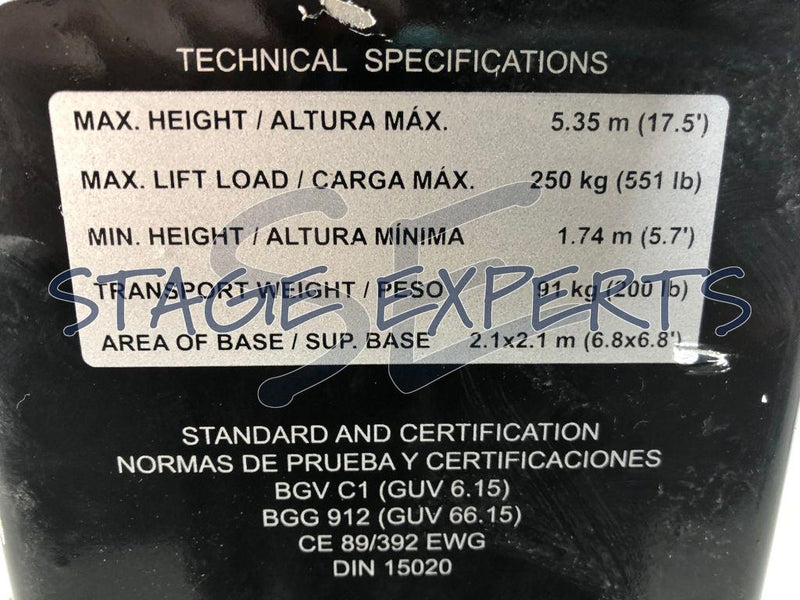 TECHNICAL SPECIFICATIONS
MAX. HEIGHT / ALTURA MÁX. 5.35 m (17.5')
MAX. LIFT LOAD / CARGA MÁX. 250 kg (551 lb)
MIN. HEIGHT / ALTURA MÍNIMA 1.74 m (5.7')
SE
STAGE EXPERTS
TRANSPORT WEIGHT / PESO 91 kg (200 lb)
AREA OF BASE / SUP. BASE 2.1x2.1 m (6.8x6.8')
STANDARD AND CERTIFICATION
NORMAS DE PRUEBA Y CERTIFICACIONES
BGV C1 (GUV 6.15)
BGG 912 (GUV 66.15)
CE 89/392 EWG
DIN 15020